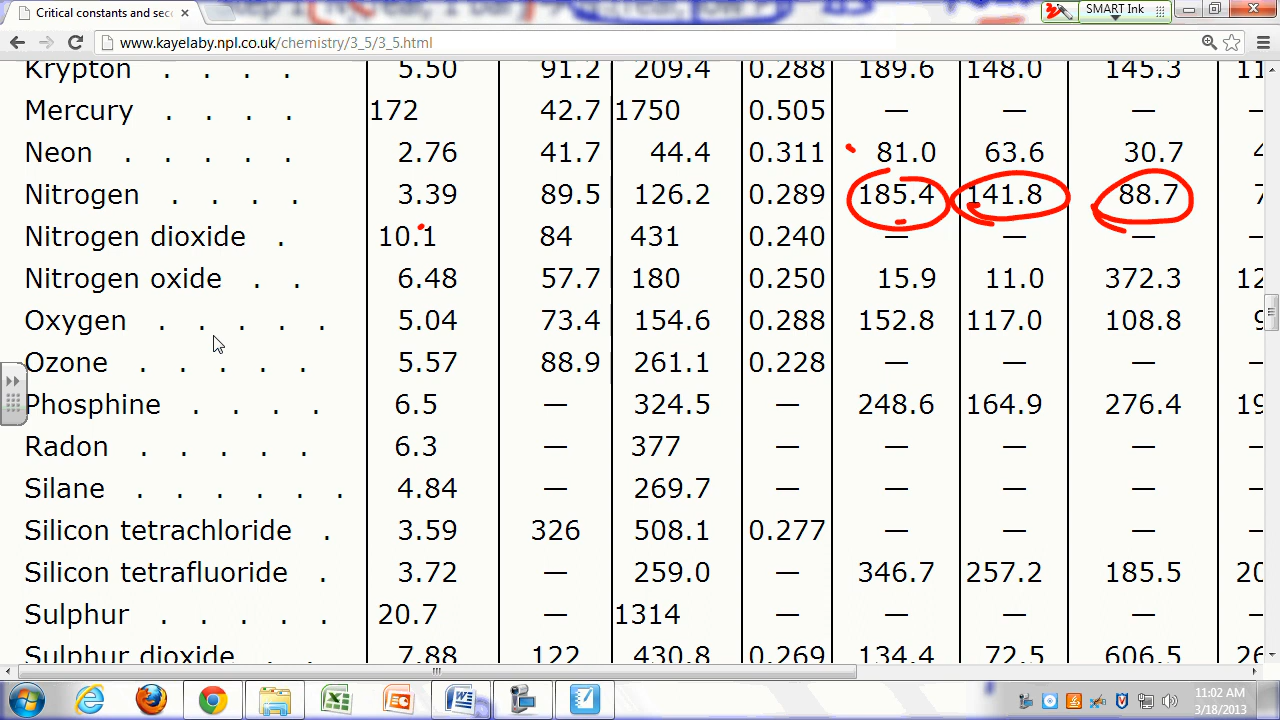 Critical constants and sec
SMART Ink
www.kayelaby.npl.co.uk/chemistry/3_5/3_5.html
Krypton . . . . 5.50 91.2 209.4 0.288 189.6 148.0 145.3 11
Mercury . . . . 172 42.7 1750 0.505 — — —
Neon . . . . . 2.76 41.7 44.4 0.311 81.0 63.6 30.7 4
Nitrogen . . . . 3.39 89.5 126.2 0.289 185.4 141.8 88.7 7
Nitrogen dioxide . 10.1 84 431 0.240 — — — —
Nitrogen oxide . . 6.48 57.7 180 0.250 15.9 11.0 372.3 12
Oxygen . . . . . 5.04 73.4 154.6 0.288 152.8 117.0 108.8 9
Ozone . . . . . 5.57 88.9 261.1 0.228 — — — —
Phosphine . . . . 6.5 — 324.5 — 248.6 164.9 276.4 19
Radon . . . . . 6.3 — 377 — — — — —
Silane . . . . . . 4.84 — 269.7 — — — — —
Silicon tetrachloride . 3.59 326 508.1 0.277 — — — —
Silicon tetrafluoride . 3.72 — 259.0 — 346.7 257.2 185.5 20
Sulphur . . . . . 20.7 — 1314 — — — — —
Sulphur dioxide 7.88 122 430.8 0.269 134.4 72.5 606.5 26
11:02 AM
3/18/2013